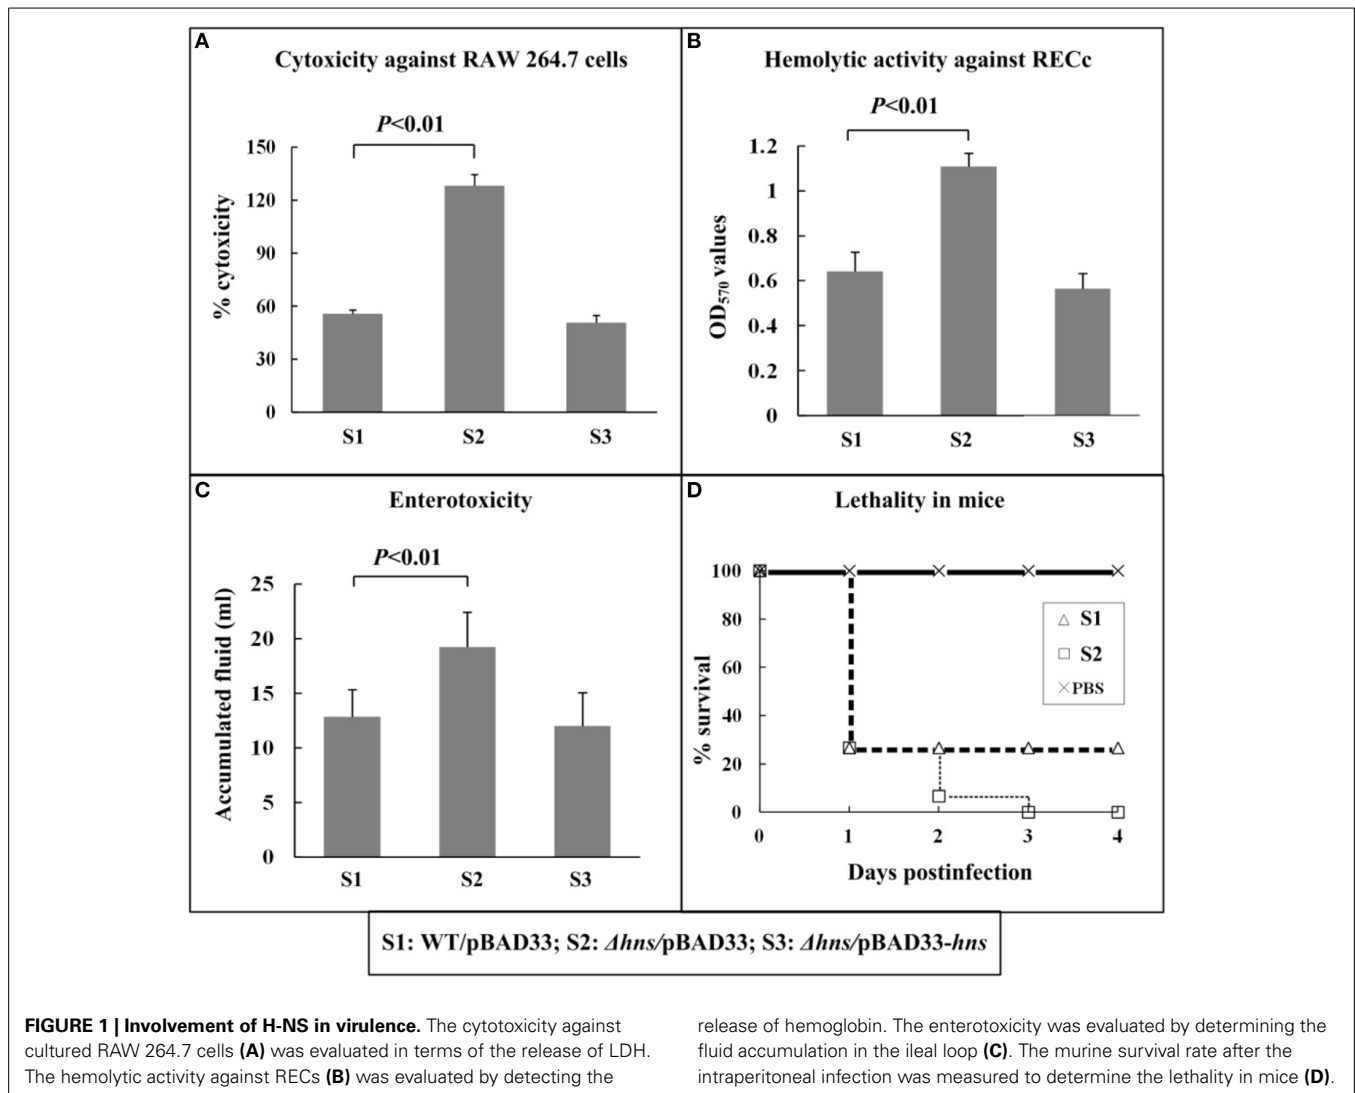 A
Cytoxicity against RAW 264.7 cells
P<0.01
150
120
90
60
30
0
% cytoxicity
S1 S2 S3
B
Hemolytic activity against RECc
P<0.01
1.2
1
0.8
0.6
0.4
0.2
0
OD570 values
S1 S2 S3
C
Enterotoxicity
P<0.01
25
20
15
10
5
0
Accumulated fluid (ml)
S1 S2 S3
D
Lethality in mice
100
80
60
40
20
0
% survival
S1
S2
PBS
0 1 2 3 4
Days postinfection
S1: WT/pBAD33; S2: Δhns/pBAD33; S3: Δhns/pBAD33-hns
FIGURE 1 | Involvement of H-NS in virulence. The cytotoxicity against
cultured RAW 264.7 cells (A) was evaluated in terms of the release of LDH.
The hemolytic activity against RECs (B) was evaluated by detecting the
release of hemoglobin. The enterotoxicity was evaluated by determining the
fluid accumulation in the ileal loop (C). The murine survival rate after the
intraperitoneal infection was measured to determine the lethality in mice (D).